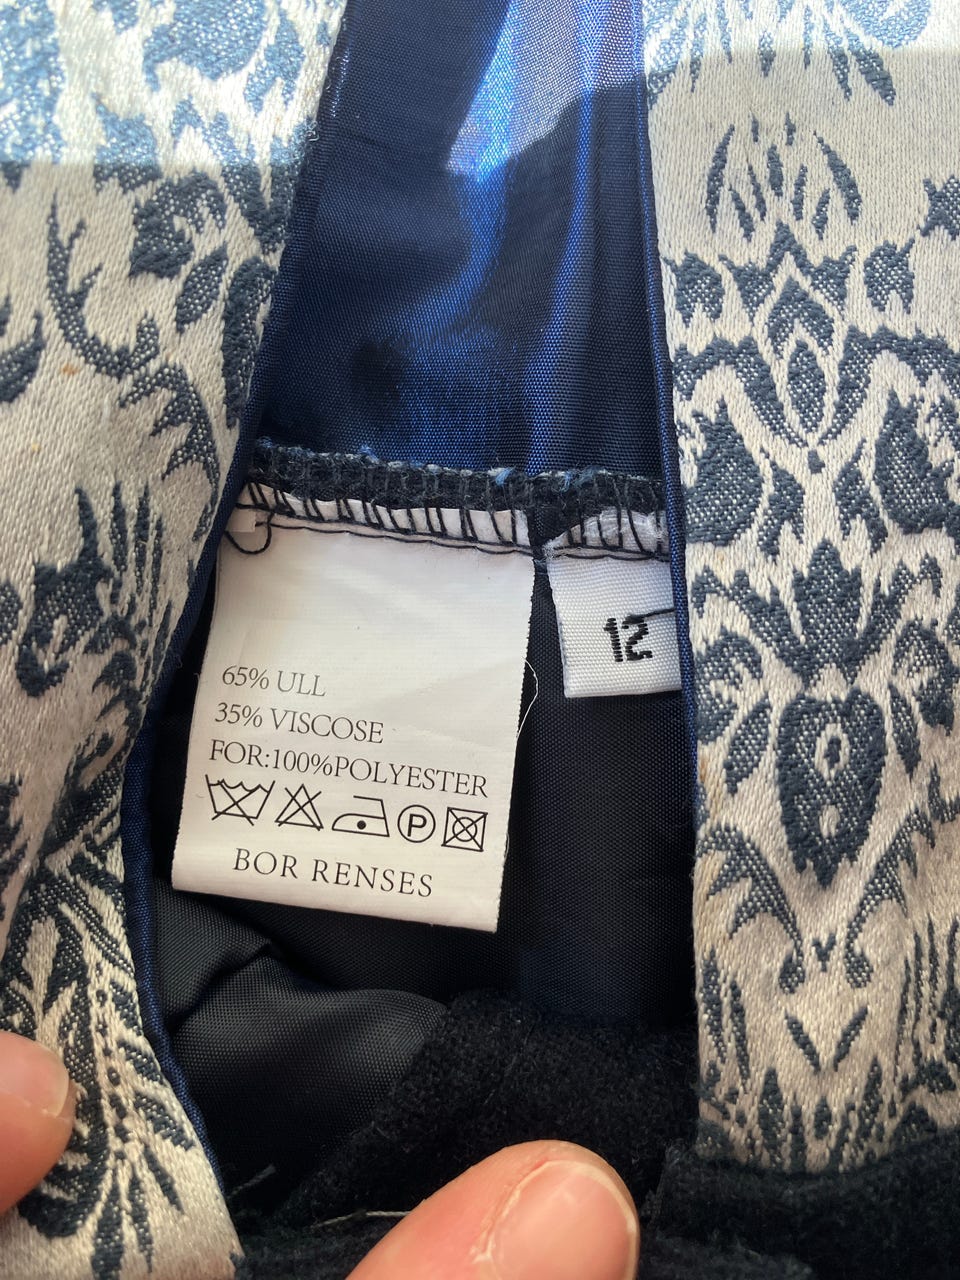 65% ULL
35% VISCOSE
FOR:100%POLYESTER
P
BOR RENSES
12